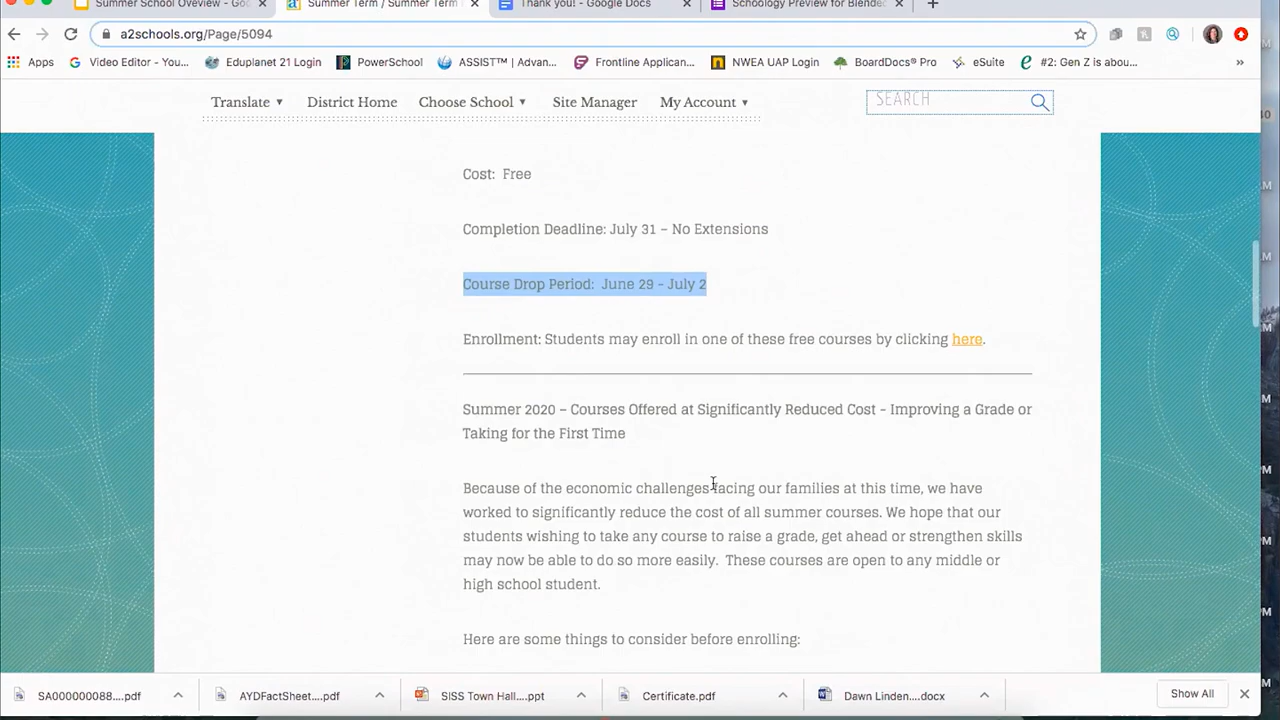 Summer School Oveview - Goo
Summer Term / Summer Term
Thank you! - Google Docs
Schoology Preview for Blende
a2schools.org/Page/5094
Apps
Video Editor - You...
Eduplanet 21 Login
PowerSchool
ASSIST™ | Advan...
Frontline Applican...
NWEA UAP Login
BoardDocs® Pro
eSuite
#2: Gen Z is abou...
»
Translate ▼
District Home
Choose School ▼
Site Manager
My Account ▼
SEARCH
Cost: Free
Completion Deadline: July 31 – No Extensions
Course Drop Period: June 29 - July 2
Enrollment: Students may enroll in one of these free courses by clicking here.
Summer 2020 – Courses Offered at Significantly Reduced Cost - Improving a Grade or
Taking for the First Time
Because of the economic challenges facing our families at this time, we have
worked to significantly reduce the cost of all summer courses. We hope that our
students wishing to take any course to raise a grade, get ahead or strengthen skills
may now be able to do so more easily. These courses are open to any middle or
high school student.
Here are some things to consider before enrolling:
SA000000088....pdf
AYDFactSheet....pdf
SISS Town Hall....ppt
Certificate.pdf
Dawn Linden....docx
Show All